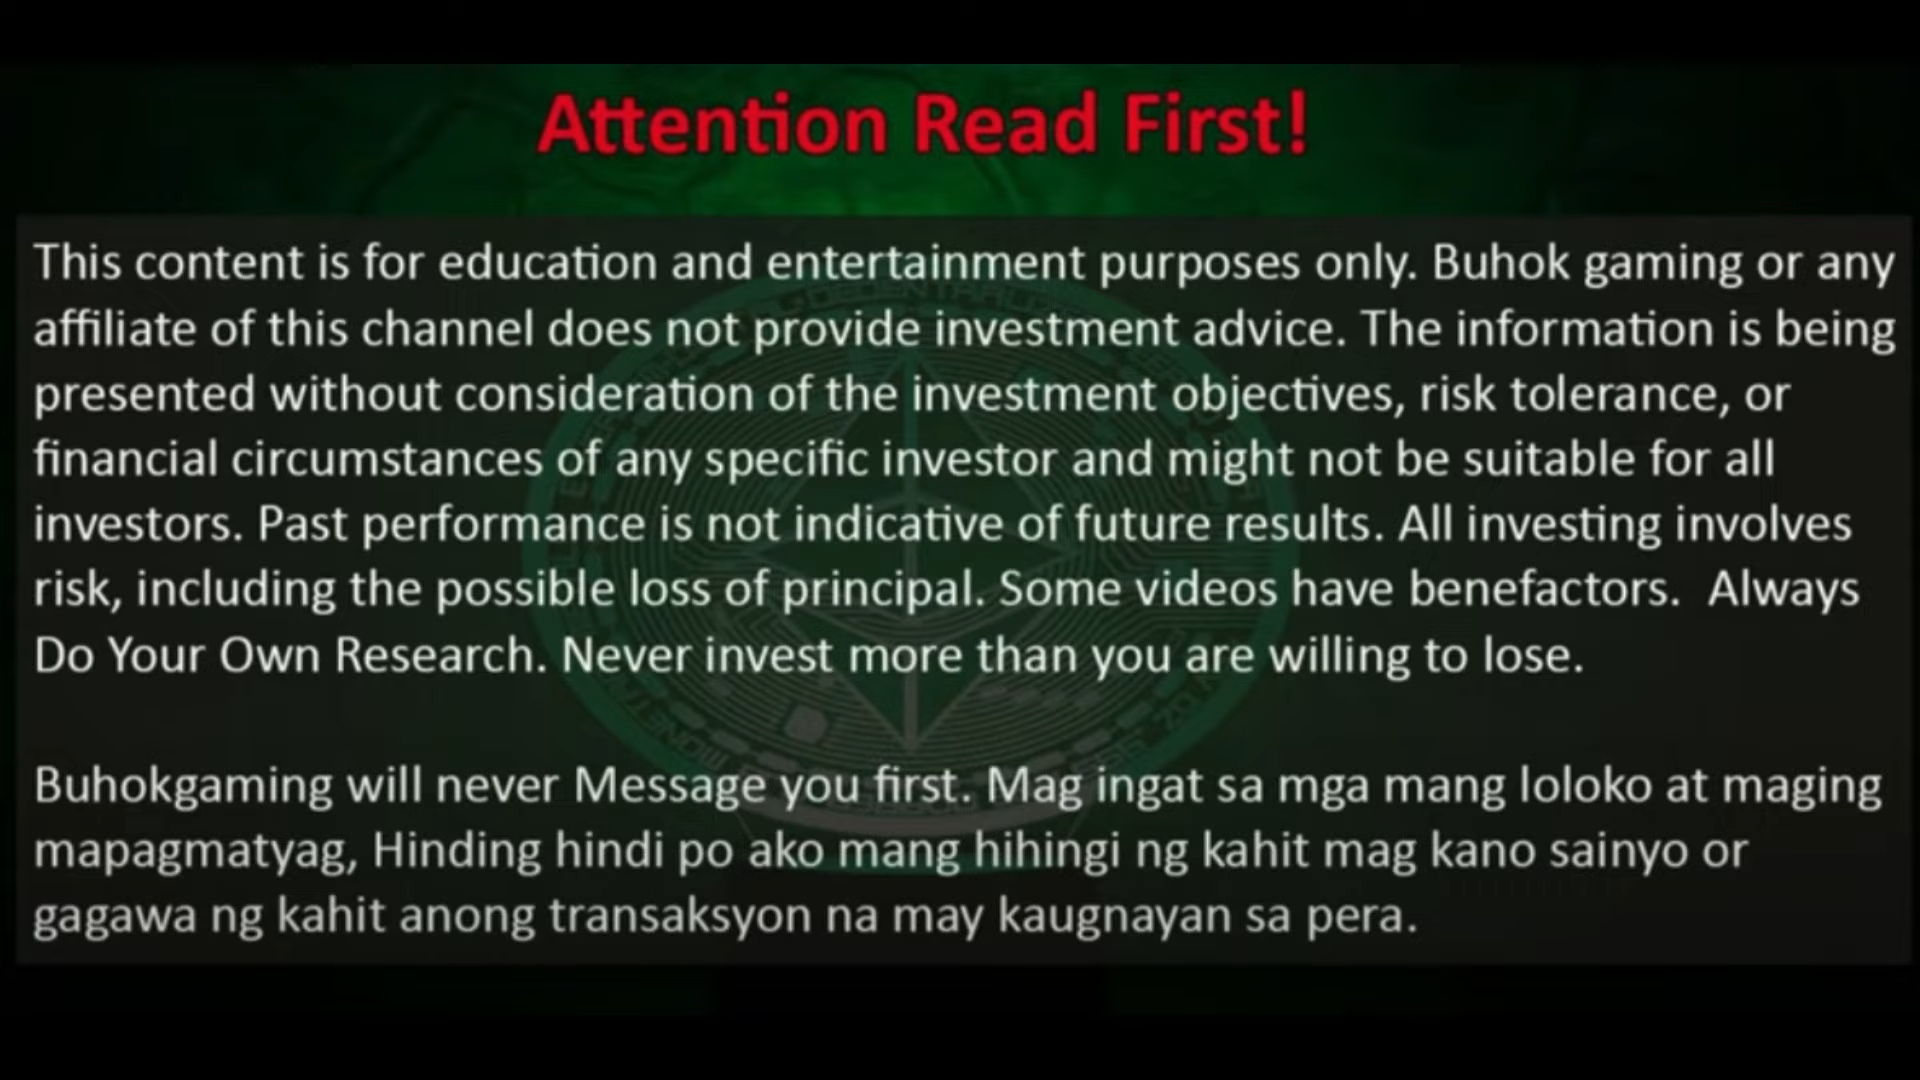 Attention Read First!
This content is for education and entertainment purposes only. Buhok gaming or any
affiliate of this channel does not provide investment advice. The information is being
presented without consideration of the investment objectives, risk tolerance, or
financial circumstances of any specific investor and might not be suitable for all
investors. Past performance is not indicative of future results. All investing involves
risk, including the possible loss of principal. Some videos have benefactors.  Always
Do Your Own Research. Never invest more than you are willing to lose.
Buhokgaming will never Message you first. Mag ingat sa mga mang loloko at maging
mapagmatyag, Hinding hindi po ako mang hihingi ng kahit mag kano sainyo or
gagawa ng kahit anong transaksyon na may kaugnayan sa pera.